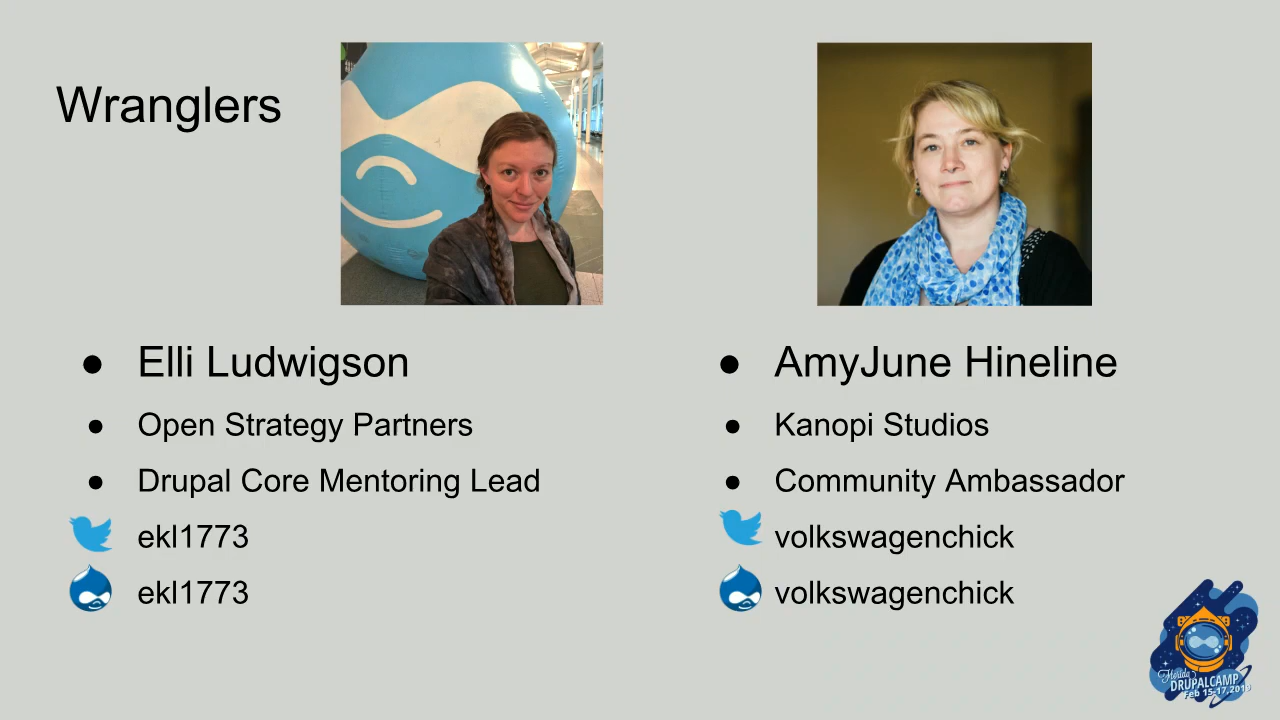 Wranglers
Elli Ludwigson
Open Strategy Partners
Drupal Core Mentoring Lead
ekl1773
ekl1773
AmyJune Hineline
Kanopi Studios
Community Ambassador
volkswagenchick
volkswagenchick
Florida
DRUPALCAMP
Feb 15-17, 2019